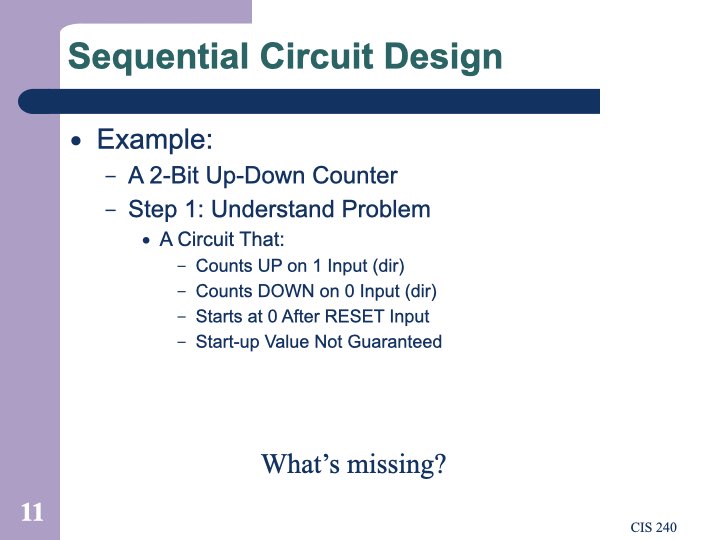 Sequential Circuit Design
• Example:
– A 2-Bit Up-Down Counter
– Step 1: Understand Problem
• A Circuit That:
– Counts UP on 1 Input (dir)
– Counts DOWN on 0 Input (dir)
– Starts at 0 After RESET Input
– Start-up Value Not Guaranteed
What’s missing?
11
CIS 240